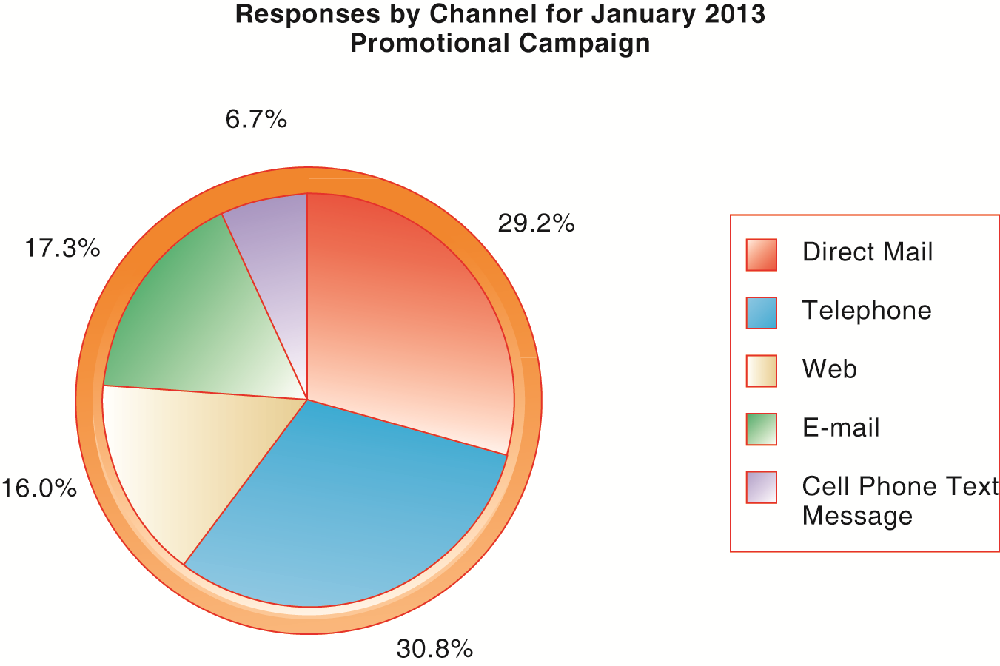 Responses by Channel for January 2013
Promotional Campaign
6.7%
29.2%
17.3%
16.0%
30.8%
Direct Mail
Telephone
Web
E-mail
Cell Phone Text
Message